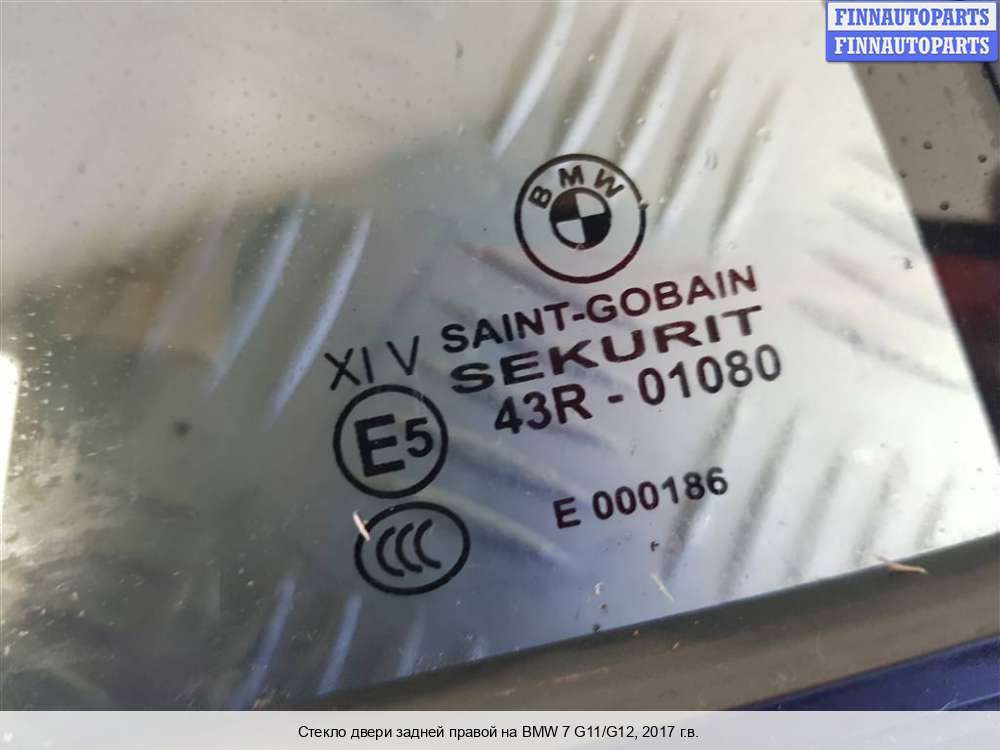 FINNAUTOPARTS
FINNAUTOPARTS
BMW
SAINT-GOBAIN
XI V SEKURIT
43R - 01080
E5
E 000186
CCC
Стекло двери задней правой на BMW 7 G11/G12, 2017 г.в.